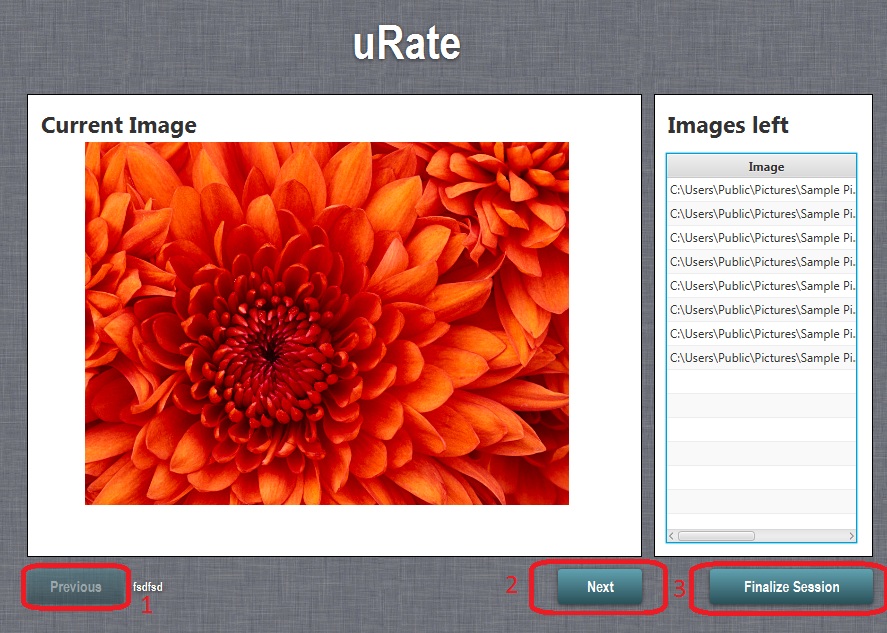 uRate
Current Image
Images left
Image
C:\Users\Public\Pictures\Sample Pi.
C:\Users\Public\Pictures\Sample Pi.
C:\Users\Public\Pictures\Sample Pi.
C:\Users\Public\Pictures\Sample Pi.
C:\Users\Public\Pictures\Sample Pi.
C:\Users\Public\Pictures\Sample Pi.
C:\Users\Public\Pictures\Sample Pi.
C:\Users\Public\Pictures\Sample Pi.
Previous fsdfsd 1
2 Next
3 Finalize Session